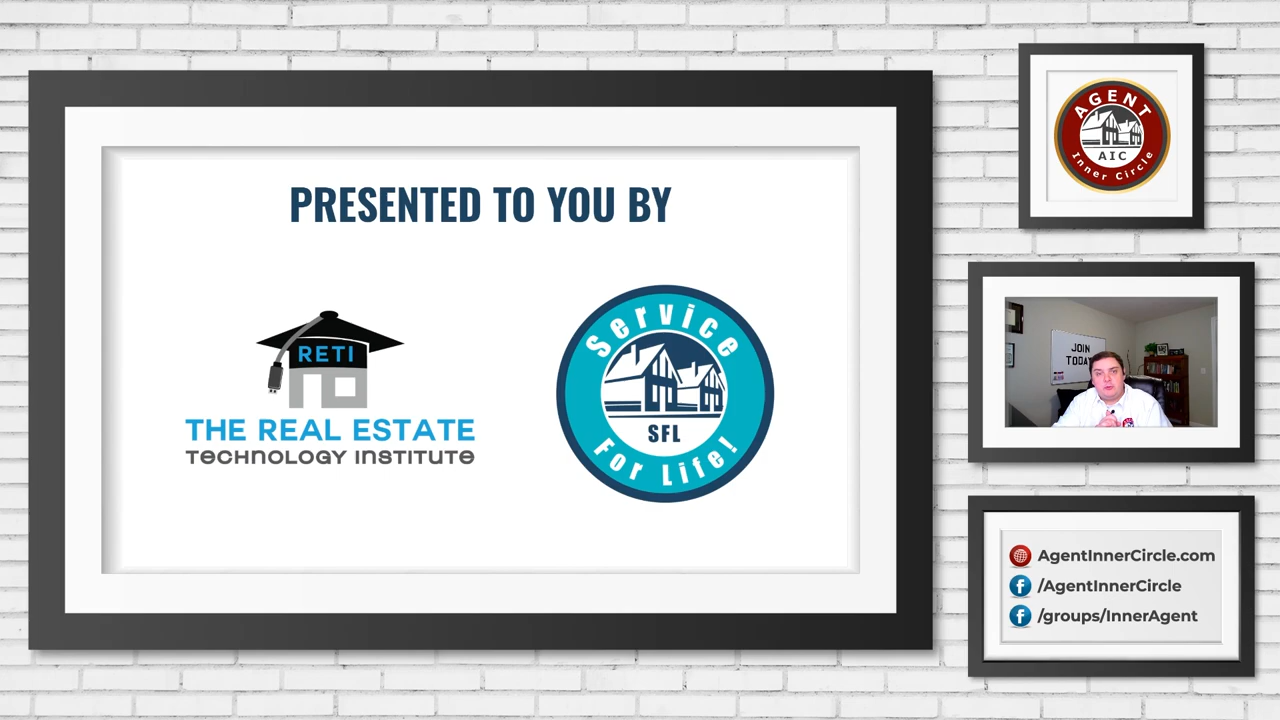 PRESENTED TO YOU BY
RETI
THE REAL ESTATE
TECHNOLOGY INSTITUTE
Service
SFL
For Life!
AGENT
AIC
Inner Circle
JOIN
TODAY
AgentInnerCircle.com
/AgentInnerCircle
/groups/InnerAgent